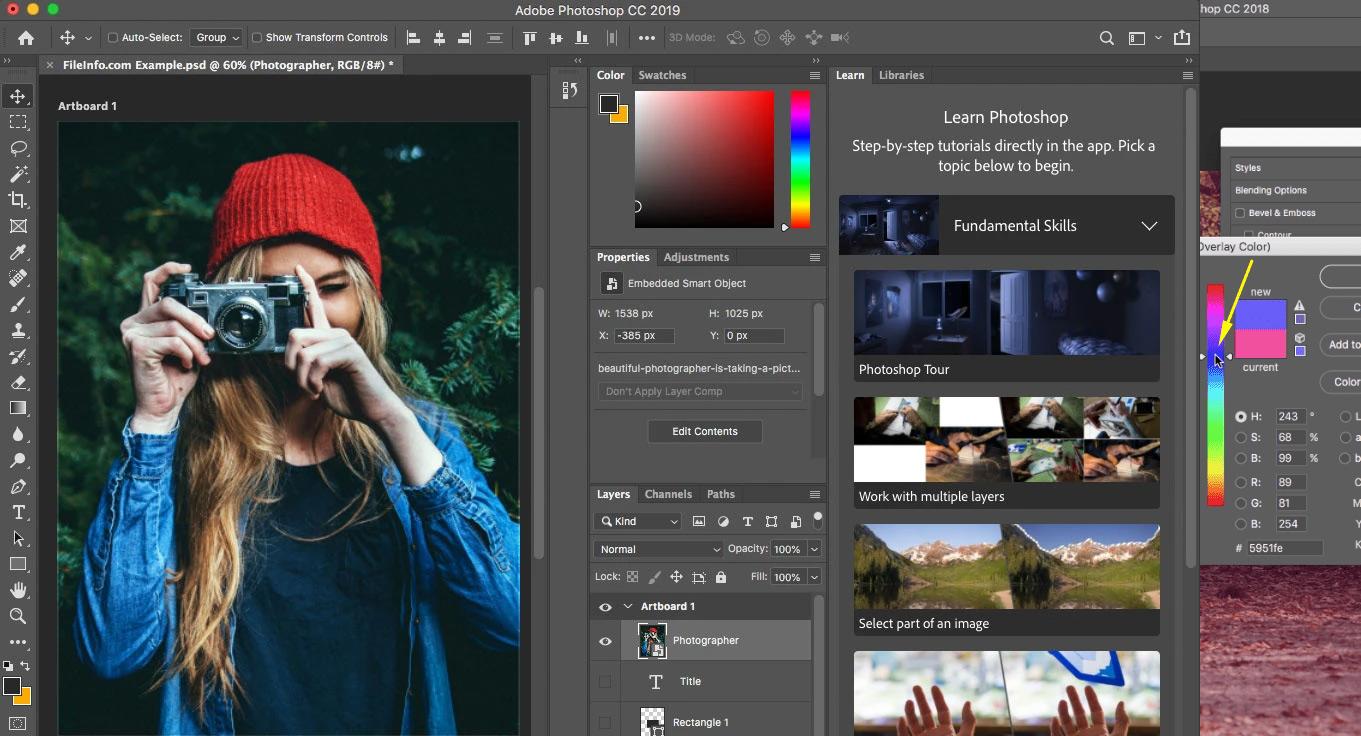 Adobe Photoshop CC 2019
Auto-Select: Group Show Transform Controls 3D Mode:
FileInfo.com Example.psd @ 60% (Photographer, RGB/8#) *
Artboard 1
Color Swatches
Properties Adjustments
Embedded Smart Object
W: 1538 px H: 1025 px
X: -385 px Y: 0 px
beautiful-photographer-is-taking-a-pict...
Don't Apply Layer Comp
Edit Contents
Layers Channels Paths
Kind
Normal Opacity: 100%
Lock: Fill: 100%
Artboard 1
Photographer
T Title
Rectangle 1
Learn Libraries
Learn Photoshop
Step-by-step tutorials directly in the app. Pick a
topic below to begin.
Fundamental Skills
Photoshop Tour
Work with multiple layers
Select part of an image
hop CC 2018
Styles
Blending Options
Bevel & Emboss
Contour
Overlay Color)
new
current
C
Add to
Color
H: 243 °
L
S: 68 %
a
B: 99 %
b
R: 89
C
G: 81
M
B: 254
Y
# 5951fe
K